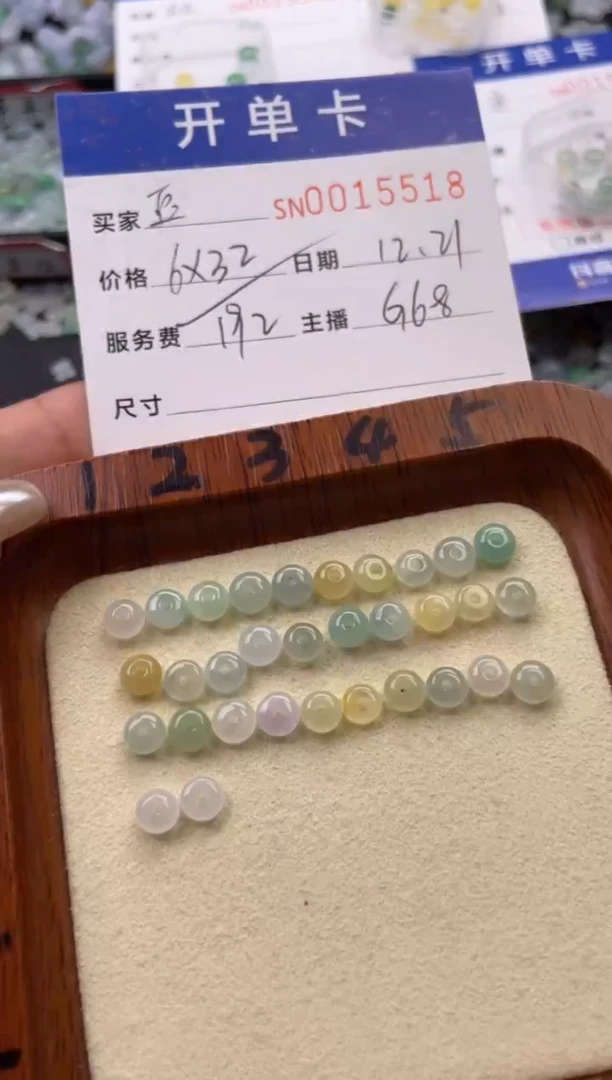 开单卡
开单卡
买家 SN0015518
价格 6X32 日期 12.21
服务费 192 主播 G68
尺寸
1 2 3 4 5